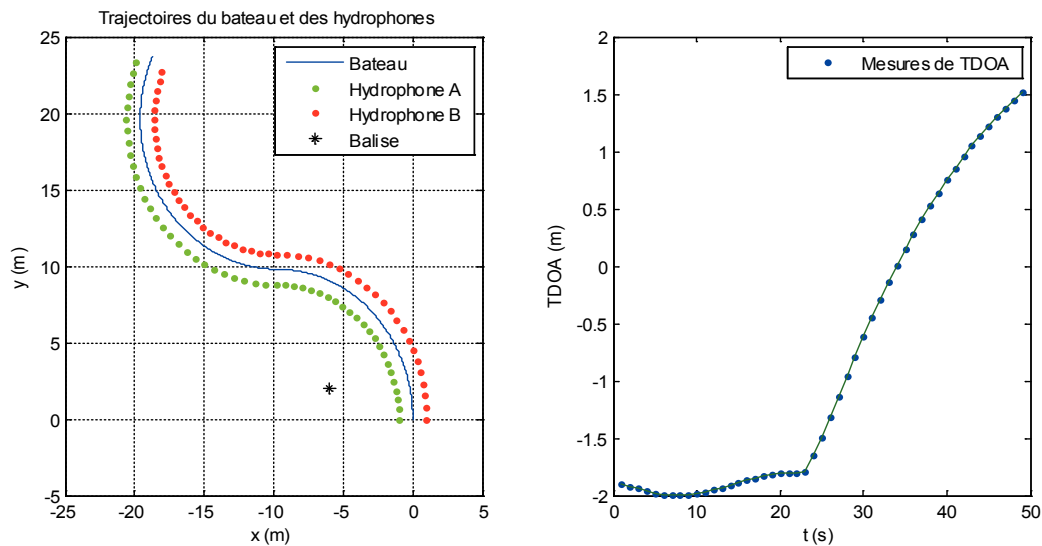 Trajectoires du bateau et des hydrophones
25
20
15
10
5
0
-5
-25
-20
-15
-10
-5
0
5
y (m)
x (m)
Bateau
Hydrophone A
Hydrophone B
Balise
2
1.5
1
0.5
0
-0.5
-1
-1.5
-2
0
10
20
30
40
50
TDOA (m)
t (s)
Mesures de TDOA